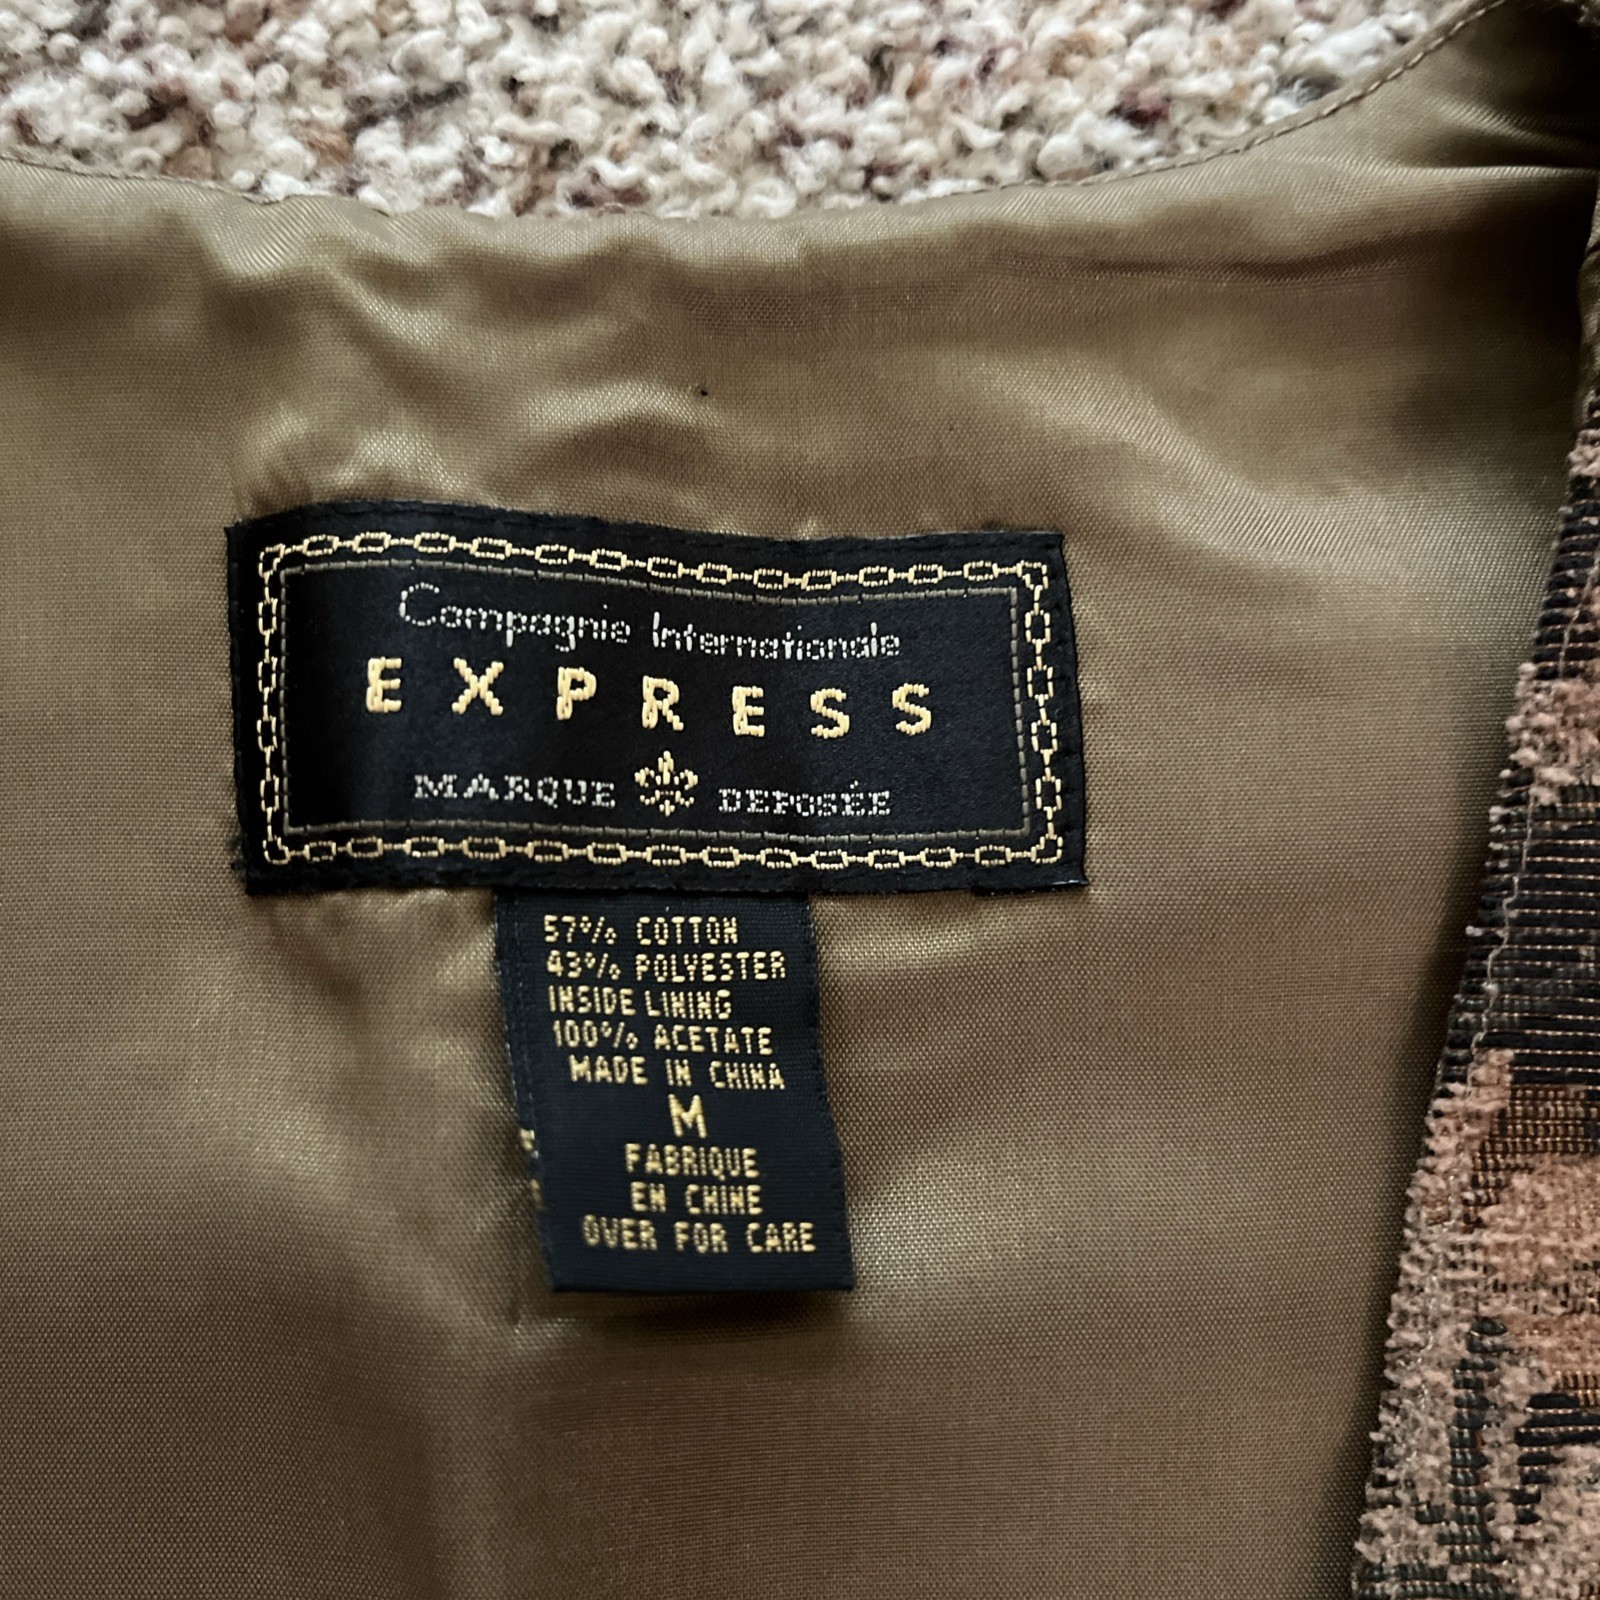 Compagnie Internationale
EXPRESS
MARQUE DEPOSÉE
57% COTTON
43% POLYESTER
INSIDE LINING
100% ACETATE
MADE IN CHINA
M
FABRIQUE
EN CHINE
OVER FOR CARE